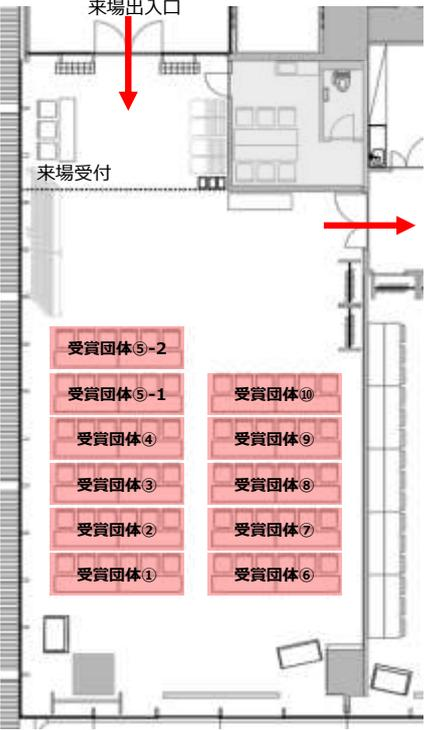 来場出入口
来場受付
受賞団体⑤-2
受賞団体⑤-1
受賞団体④
受賞団体③
受賞団体②
受賞団体①
受賞団体⑩
受賞団体⑨
受賞団体⑧
受賞団体⑦
受賞団体⑥